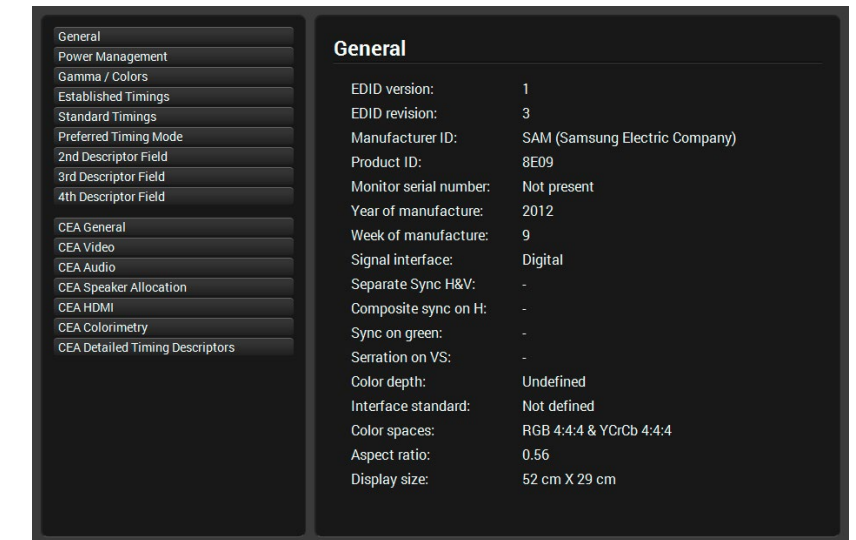 General
Power Management
Gamma / Colors
Established Timings
Standard Timings
Preferred Timing Mode
2nd Descriptor Field
3rd Descriptor Field
4th Descriptor Field
CEA General
CEA Video
CEA Audio
CEA Speaker Allocation
CEA HDMI
CEA Colorimetry
CEA Detailed Timing Descriptors
General
EDID version: 1
EDID revision: 3
Manufacturer ID: SAM (Samsung Electric Company)
Product ID: 8E09
Monitor serial number: Not present
Year of manufacture: 2012
Week of manufacture: 9
Signal interface: Digital
Separate Sync H&V: -
Composite sync on H: -
Sync on green: -
Serration on VS: -
Color depth: Undefined
Interface standard: Not defined
Color spaces: RGB 4:4:4 & YCrCb 4:4:4
Aspect ratio: 0.56
Display size: 52 cm X 29 cm